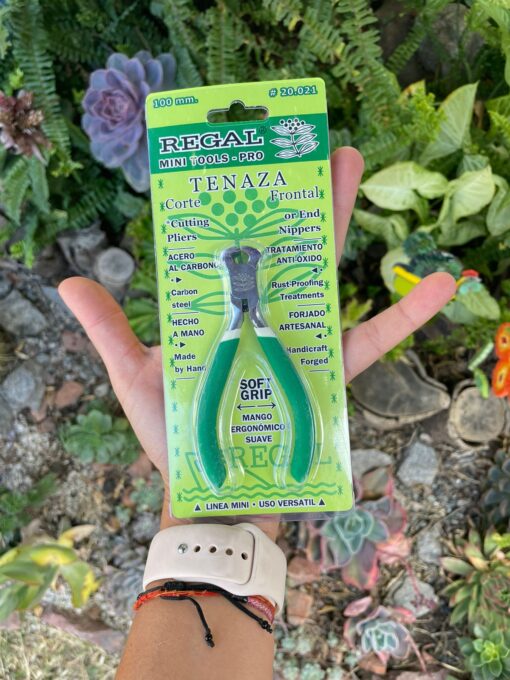 100 mm.
# 20.021
REGAL®
MINI TOOLS - PRO
TENAZA
Corte
Frontal
Cutting
Pliers
or End
Nippers
ACERO
AL CARBONO
Carbon
steel
TRATAMIENTO
ANTI-ÓXIDO
Rust-Proofing
Treatments
HECHO
A MANO
Made
by Hand
FORJADO
ARTESANAL
Handicraft
Forged
SOFT
GRIP
MANGO
ERGONÓMICO
SUAVE
REGAL
LINEA MINI • USO VERSATIL